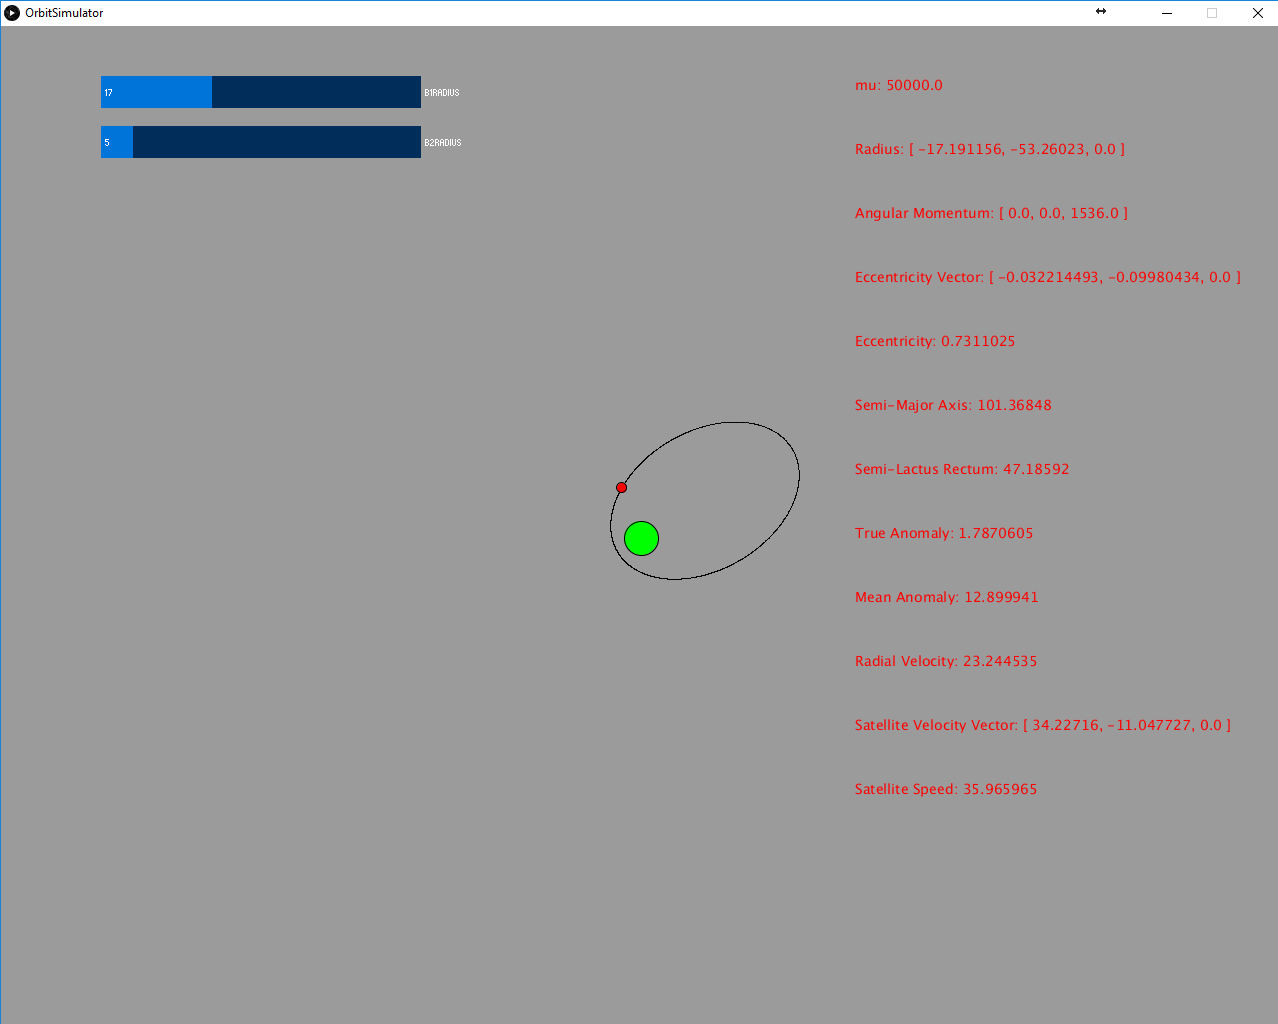 OrbitSimulator
17 B1RADIUS
5 B2RADIUS
mu: 50000.0
Radius: [ -17.191156, -53.26023, 0.0 ]
Angular Momentum: [ 0.0, 0.0, 1536.0 ]
Eccentricity Vector: [ -0.032214493, -0.09980434, 0.0 ]
Eccentricity: 0.7311025
Semi-Major Axis: 101.36848
Semi-Lactus Rectum: 47.18592
True Anomaly: 1.7870605
Mean Anomaly: 12.899941
Radial Velocity: 23.244535
Satellite Velocity Vector: [ 34.22716, -11.047727, 0.0 ]
Satellite Speed: 35.965965